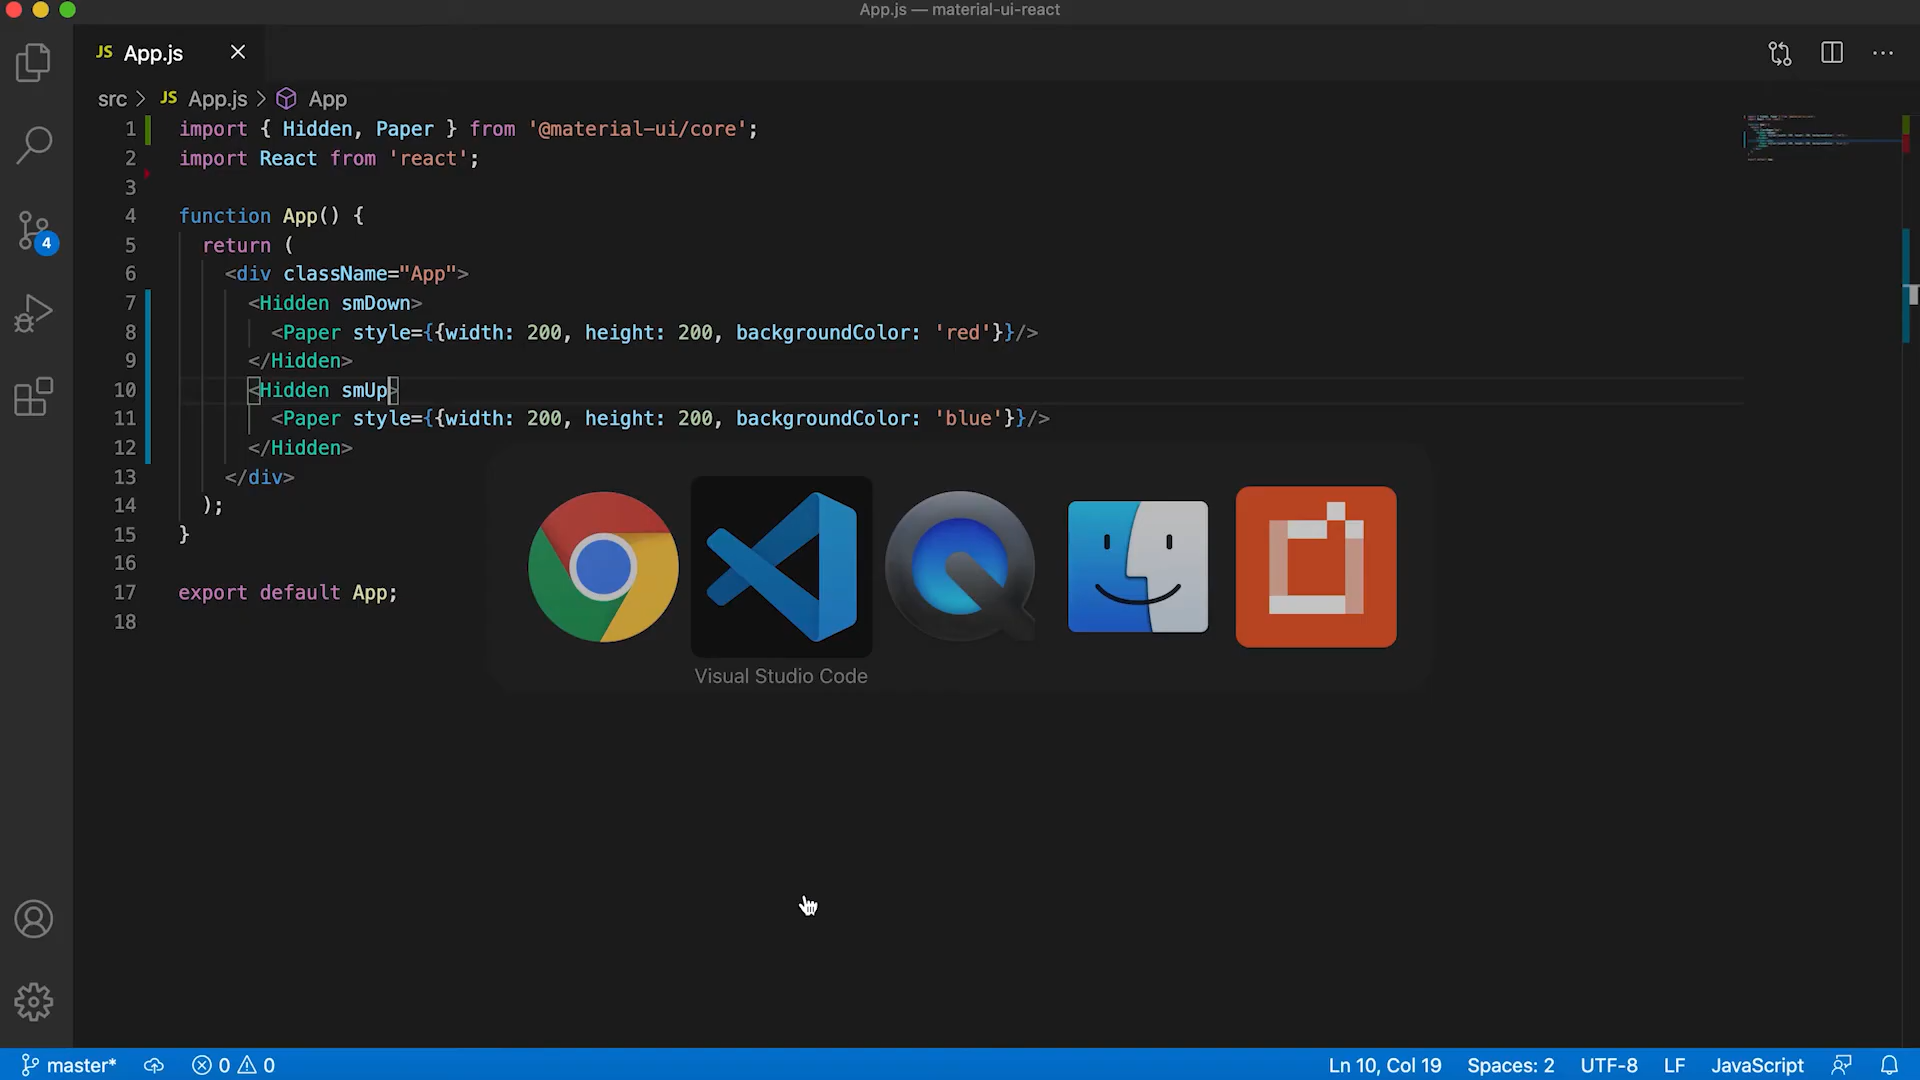 App.js — material-ui-react
JS App.js
src > JS App.js > App
1 import { Hidden, Paper } from '@material-ui/core';
2 import React from 'react';
3
4 function App() {
5 return (
6 <div className="App">
7 <Hidden smDown>
8 <Paper style={{width: 200, height: 200, backgroundColor: 'red'}}/>
9 </Hidden>
10 <Hidden smUp>
11 <Paper style={{width: 200, height: 200, backgroundColor: 'blue'}}/>
12 </Hidden>
13 </div>
14 );
15 }
16
17 export default App;
18
4
Visual Studio Code
master* 0 0 Ln 10, Col 19 Spaces: 2 UTF-8 LF JavaScript